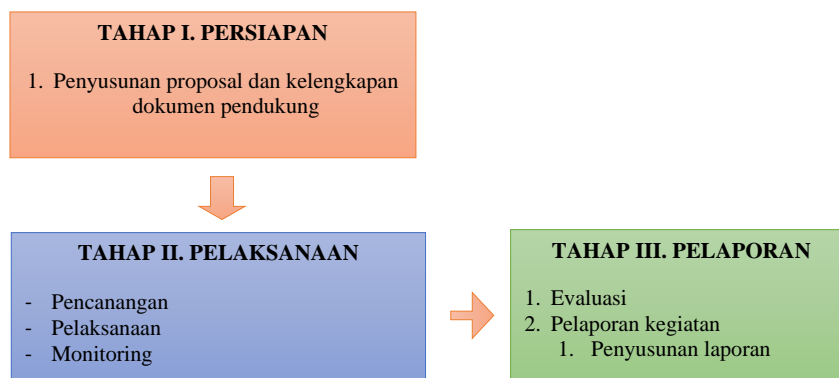 TAHAP I. PERSIAPAN
1. Penyusunan proposal dan kelengkapan
dokumen pendukung
TAHAP II. PELAKSANAAN
- Pencanangan
- Pelaksanaan
- Monitoring
TAHAP III. PELAPORAN
1. Evaluasi
2. Pelaporan kegiatan
1. Penyusunan laporan